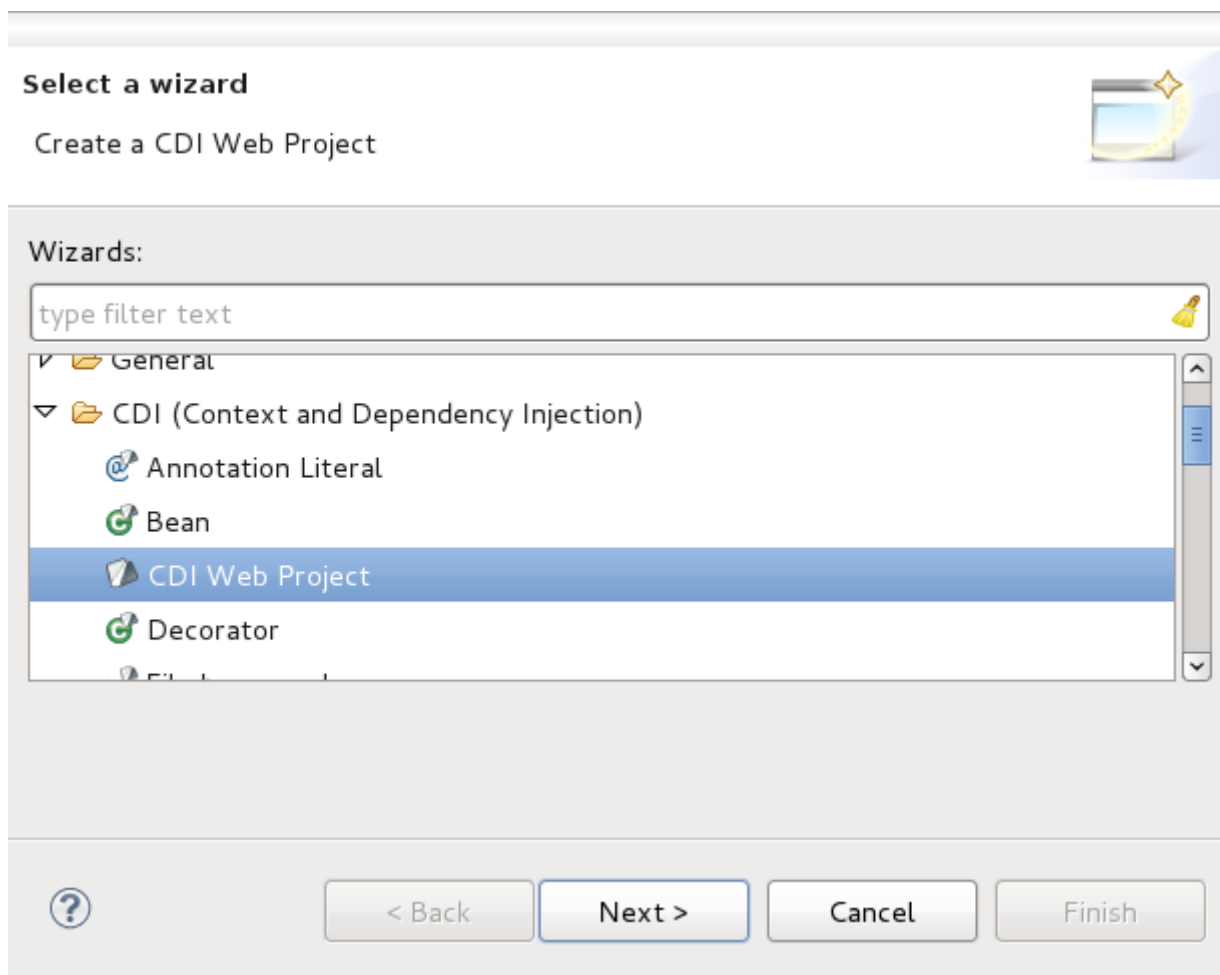 Select a wizard
Create a CDI Web Project
Wizards:
type filter text
General
CDI (Context and Dependency Injection)
Annotation Literal
Bean
CDI Web Project
Decorator
< Back
Next >
Cancel
Finish